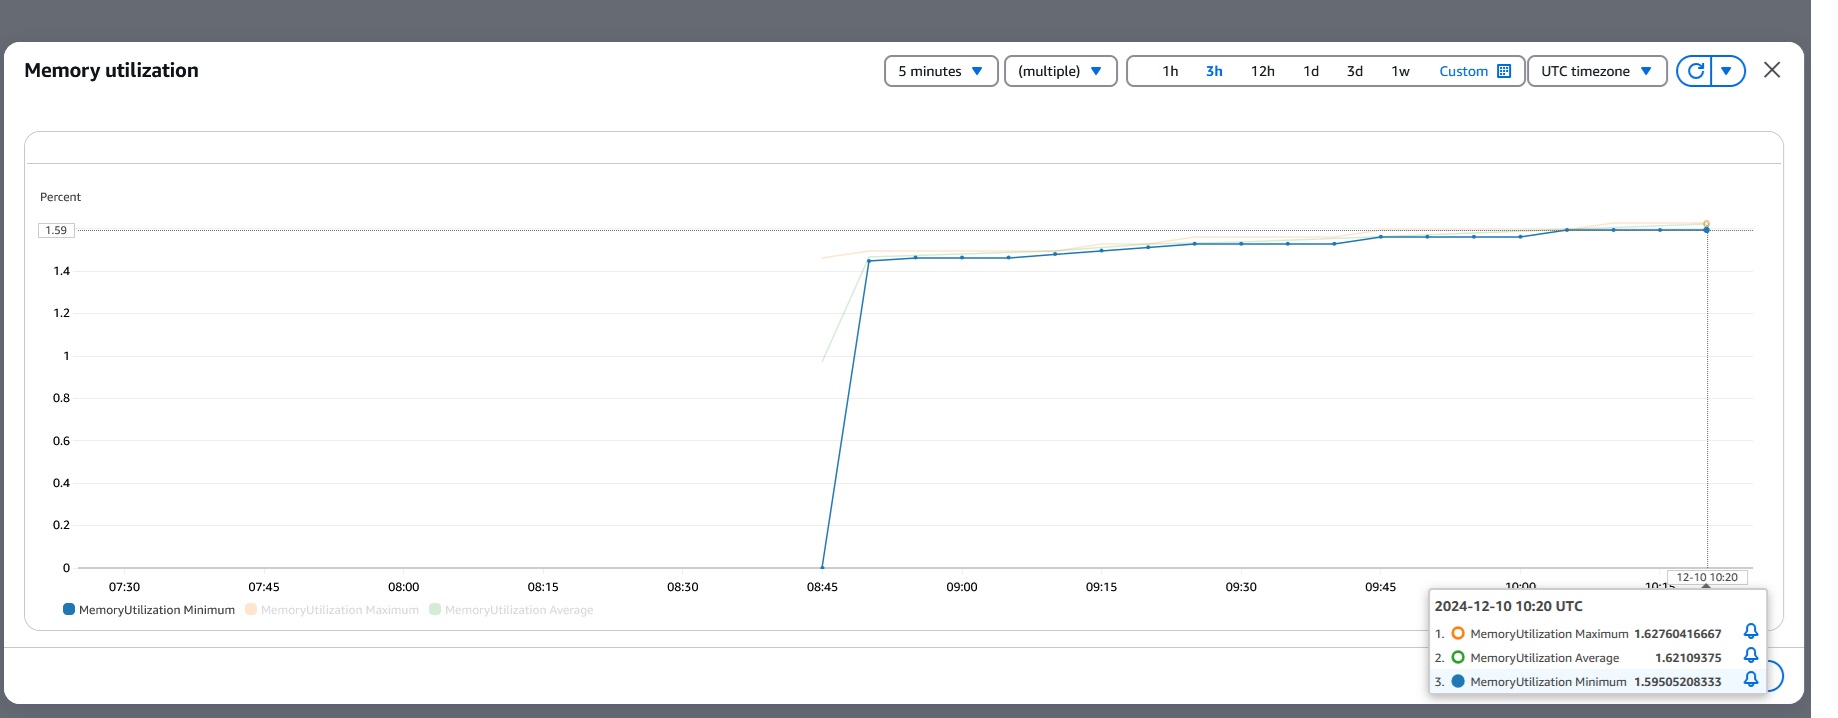 Memory utilization
5 minutes (multiple) 1h 3h 12h 1d 3d 1w Custom UTC timezone
Percent
1.59
1.4
1.2
1
0.8
0.6
0.4
0.2
0
07:30 07:45 08:00 08:15 08:30 08:45 09:00 09:15 09:30 09:45 10:00 10:15
12-10 10:20
MemoryUtilization Minimum MemoryUtilization Maximum MemoryUtilization Average
2024-12-10 10:20 UTC
1. MemoryUtilization Maximum 1.62760416667
2. MemoryUtilization Average 1.62109375
3. MemoryUtilization Minimum 1.59505208333